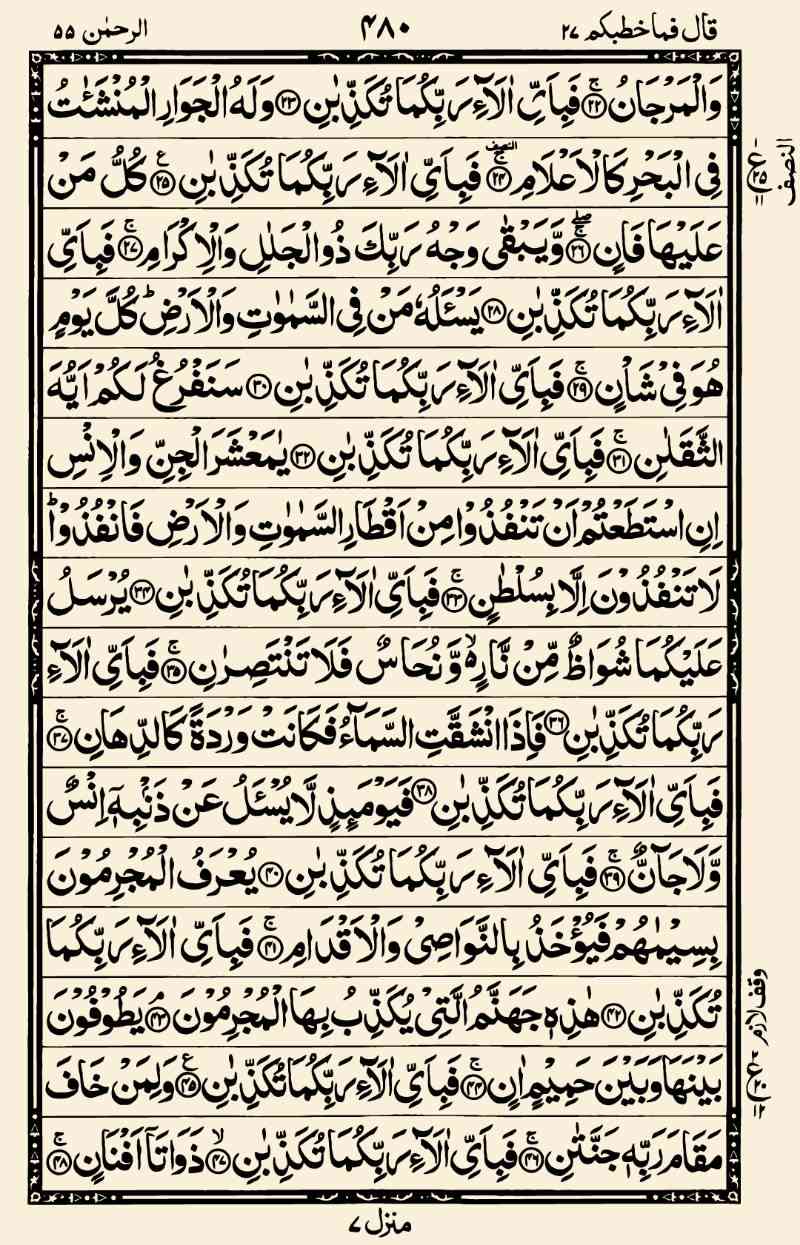 قال فما خطبكم ٢٧ ٤٨٠ الرحمٰن ٥٥
وَالْمَرْجَانُ ۚ﴿٢٢﴾ فَبِاَيِّ اٰلَآءِ رَبِّكُمَا تُكَذِّبٰنِ ﴿٢٣﴾ وَلَهُ الْجَوَارِ الْمُنْشَئٰتُ
فِى الْبَحْرِ كَالْاَعْلَامِ ۚ﴿٢٤﴾ فَبِاَيِّ اٰلَآءِ رَبِّكُمَا تُكَذِّبٰنِ ﴿٢٥﴾ كُلُّ مَنْ
النصف
ع ٢٥
عَلَيْهَا فَانٍ ۚۖ﴿٢٦﴾ وَّيَبْقٰى وَجْهُ رَبِّكَ ذُو الْجَلٰلِ وَالْاِكْرَامِ ۚ﴿٢٧﴾ فَبِاَيِّ
اٰلَآءِ رَبِّكُمَا تُكَذِّبٰنِ ﴿٢٨﴾ يَسْـَٔلُهٗ مَنْ فِى السَّمٰوٰتِ وَالْاَرْضِ ؕ كُلَّ يَوْمٍ
هُوَ فِىْ شَاْنٍ ۚ﴿٢٩﴾ فَبِاَيِّ اٰلَآءِ رَبِّكُمَا تُكَذِّبٰنِ ﴿٣٠﴾ سَنَفْرُغُ لَكُمْ اَيُّهَ
الثَّقَلٰنِ ۚ﴿٣١﴾ فَبِاَيِّ اٰلَآءِ رَبِّكُمَا تُكَذِّبٰنِ ﴿٣٢﴾ يٰمَعْشَرَ الْجِنِّ وَالْاِنْسِ
اِنِ اسْتَطَعْتُمْ اَنْ تَنْفُذُوْا مِنْ اَقْطَارِ السَّمٰوٰتِ وَالْاَرْضِ فَانْفُذُوْا ؕ
لَا تَنْفُذُوْنَ اِلَّا بِسُلْطٰنٍ ۚ﴿٣٣﴾ فَبِاَيِّ اٰلَآءِ رَبِّكُمَا تُكَذِّبٰنِ ﴿٣٤﴾ يُرْسَلُ
عَلَيْكُمَا شُوَاظٌ مِّنْ نَّارٍ ۙ۬ وَّنُحَاسٌ فَلَا تَنْتَصِرٰنِ ۚ﴿٣٥﴾ فَبِاَيِّ اٰلَآءِ
رَبِّكُمَا تُكَذِّبٰنِ ﴿٣٦﴾ فَاِذَا انْشَقَّتِ السَّمَآءُ فَكَانَتْ وَرْدَةً كَالدِّهَانِ ۚ﴿٣٧﴾
فَبِاَيِّ اٰلَآءِ رَبِّكُمَا تُكَذِّبٰنِ ﴿٣٨﴾ فَيَوْمَئِذٍ لَّا يُسْـَٔلُ عَنْ ذَنْۢبِهٖۤ اِنْسٌ
وَّلَا جَآنٌّ ۚ﴿٣٩﴾ فَبِاَيِّ اٰلَآءِ رَبِّكُمَا تُكَذِّبٰنِ ﴿٤٠﴾ يُعْرَفُ الْمُجْرِمُوْنَ
بِسِيْمٰهُمْ فَيُؤْخَذُ بِالنَّوَاصِىْ وَالْاَقْدَامِ ۚ﴿٤١﴾ فَبِاَيِّ اٰلَآءِ رَبِّكُمَا
تُكَذِّبٰنِ ﴿٤٢﴾ هٰذِهٖ جَهَنَّمُ الَّتِىْ يُكَذِّبُ بِهَا الْمُجْرِمُوْنَ ۘ﴿٤٣﴾ يَطُوْفُوْنَ
وقف لازم
بَيْنَهَا وَبَيْنَ حَمِيْمٍ اٰنٍ ۚ﴿٤٤﴾ فَبِاَيِّ اٰلَآءِ رَبِّكُمَا تُكَذِّبٰنِ ﴿٤٥﴾ وَلِمَنْ خَافَ
٢ ع ٢٠ ١٢
مَقَامَ رَبِّهٖ جَنَّتٰنِ ۚ﴿٤٦﴾ فَبِاَيِّ اٰلَآءِ رَبِّكُمَا تُكَذِّبٰنِ ۙ﴿٤٧﴾ ذَوَاتَاۤ اَفْنَانٍ ۚ﴿٤٨﴾
منزل ٧